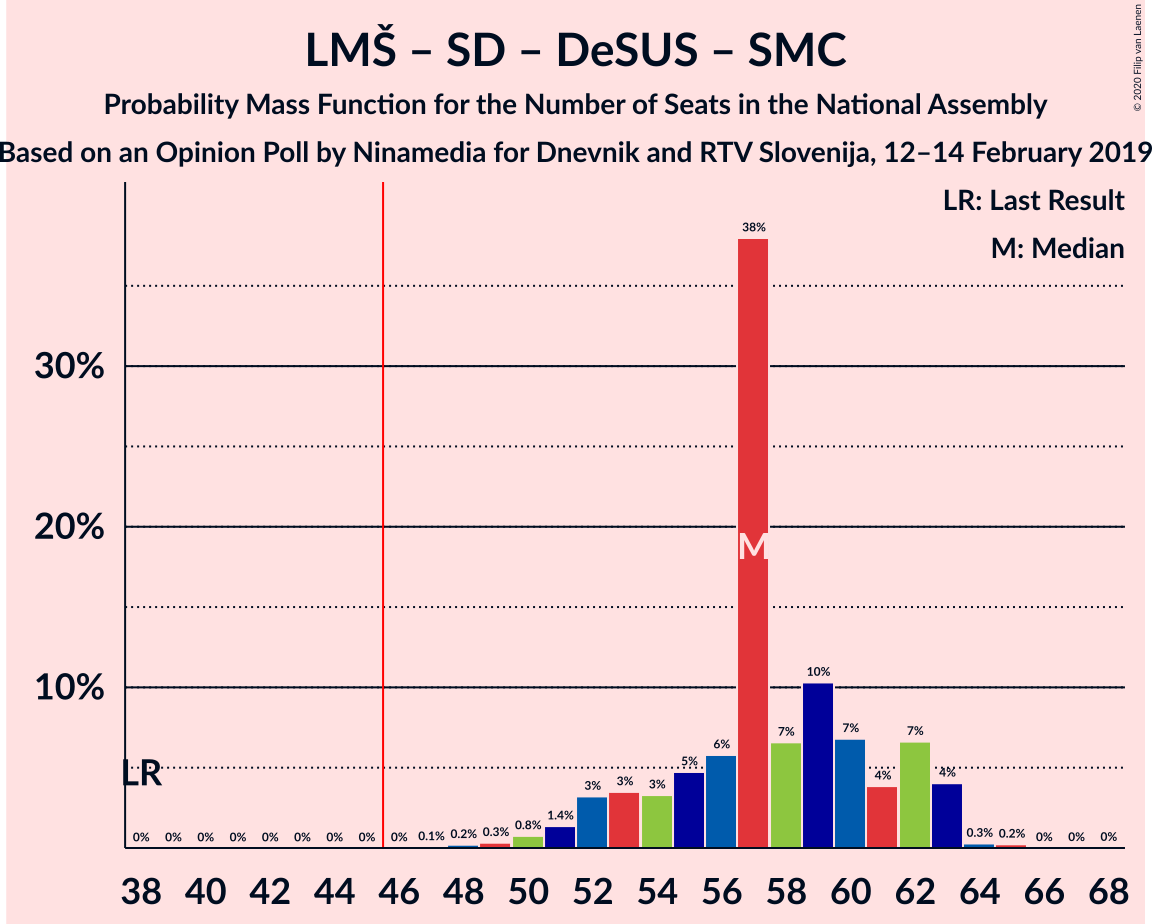 LMŠ – SD – DeSUS – SMC
Probability Mass Function for the Number of Seats in the National Assembly
Based on an Opinion Poll by Ninamedia for Dnevnik and RTV Slovenija, 12–14 February 2019
© 2020 Filip van Laenen
LR: Last Result
M: Median
38%
30%
M
20%
10%
10%
7% 7% 7%
6%
5%
4% 4%
LR
3% 3% 3%
0% 0% 0% 0% 0% 0% 0% 0% 0% 0.1% 0.2% 0.3% 0.8% 1.4% 0.3% 0.2% 0% 0% 0%
38 40 42 44 46 48 50 52 54 56 58 60 62 64 66 68